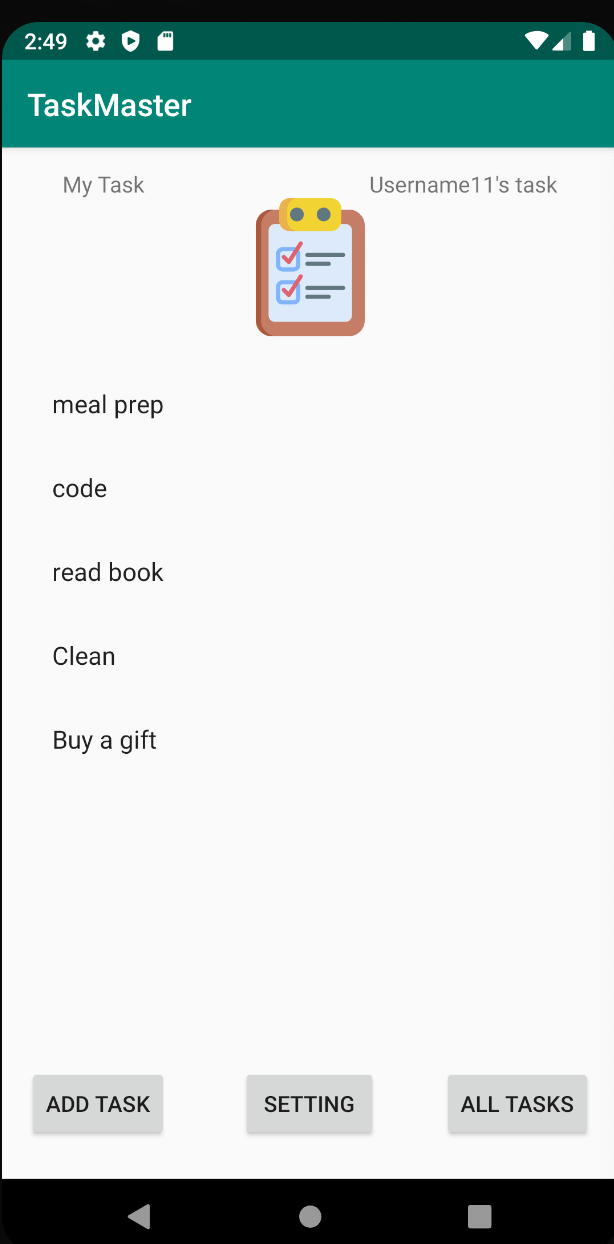 2:49
TaskMaster
My Task
Username11's task
meal prep
code
read book
Clean
Buy a gift
ADD TASK
SETTING
ALL TASKS